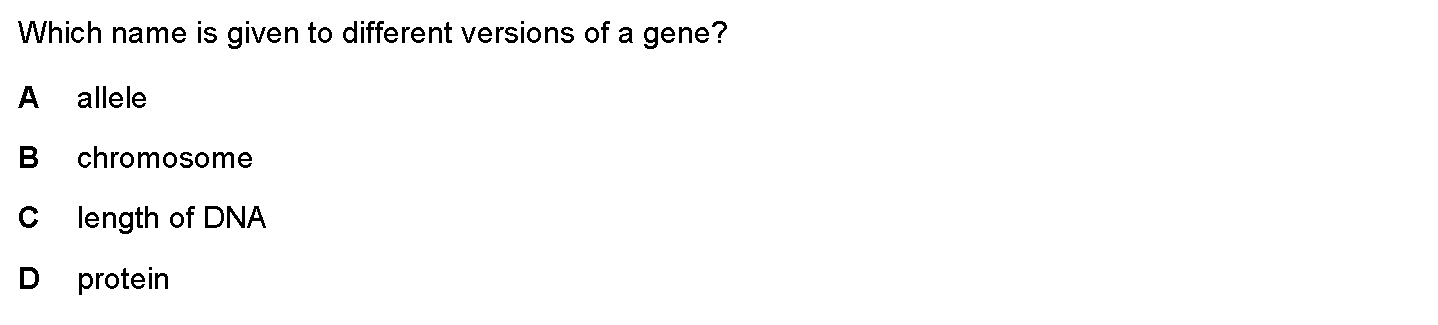 Which name is given to different versions of a gene?
A allele
B chromosome
C length of DNA
D protein